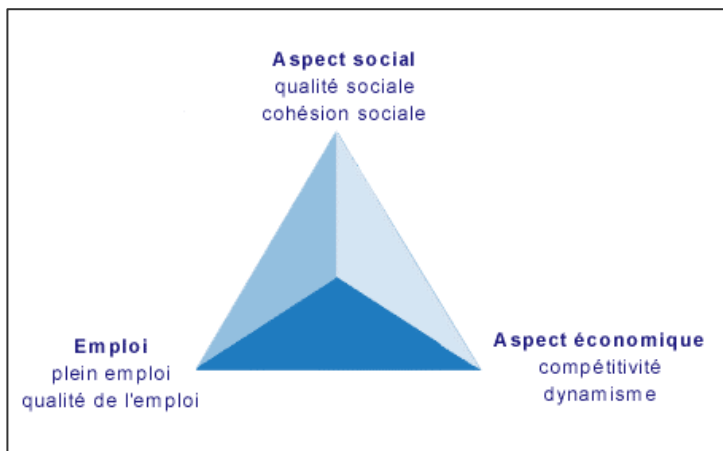 Aspect social
qualité sociale
cohésion sociale
Emploi
plein emploi
qualité de l'emploi
Aspect économique
compétitivité
dynamisme